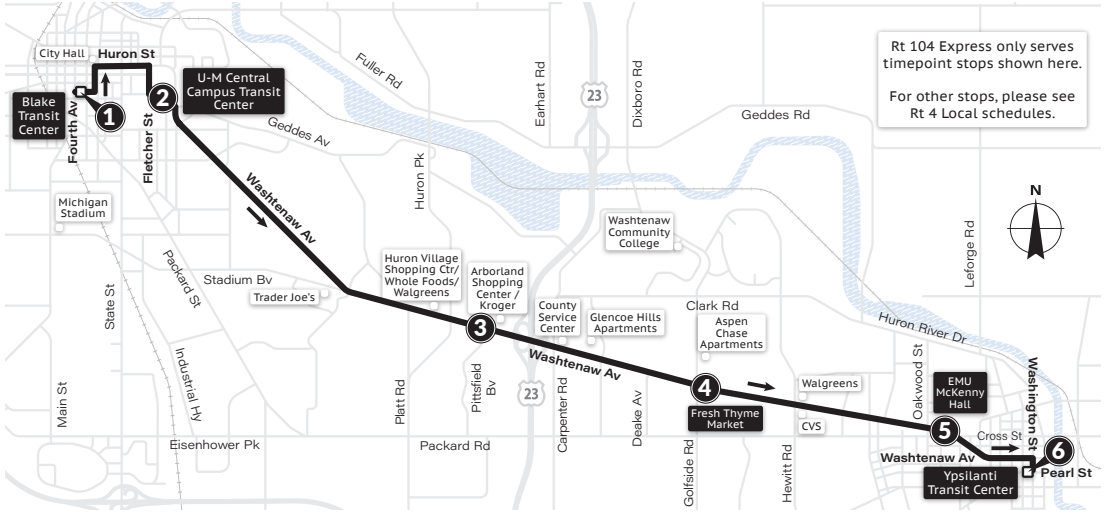 City Hall
Huron St
U-M Central
Campus Transit
Center
Blake
Transit
Center
1
2
Fourth Av
Fletcher St
Geddes Av
Fuller Rd
Huron Pk
Earhart Rd
23
Dixboro Rd
Geddes Rd
Rt 104 Express only serves
timepoint stops shown here.
For other stops, please see
Rt 4 Local schedules.
N
Michigan
Stadium
Washtenaw Av
Washtenaw
Community
College
Leforge Rd
State St
Packard St
Stadium Bv
Trader Joe's
Huron Village
Shopping Ctr/
Whole Foods/
Walgreens
Arborland
Shopping
Center /
Kroger
3
County
Service
Center
Glencoe Hills
Apartments
Clark Rd
Aspen
Chase
Apartments
Huron River Dr
Washtenaw Av
Main St
Industrial Hy
Eisenhower Pk
Platt Rd
Pittsfield
Bv
Packard Rd
23
Carpenter Rd
Deake Av
4
Fresh Thyme
Market
Golfside Rd
Walgreens
CVS
Hewitt Rd
Oakwood St
EMU
McKenny
Hall
5
Washington St
Cross St
Washtenaw Av
6
Pearl St
Ypsilanti
Transit Center